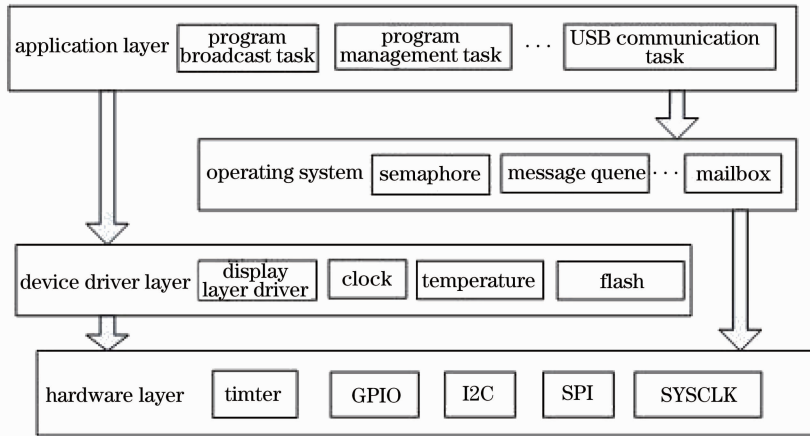 application layer
program
broadcast task
program
management task
...
USB communication
task
operating system
semaphore
message quene
...
mailbox
device driver layer
display
layer driver
clock
temperature
flash
hardware layer
timter
GPIO
I2C
SPI
SYSCLK